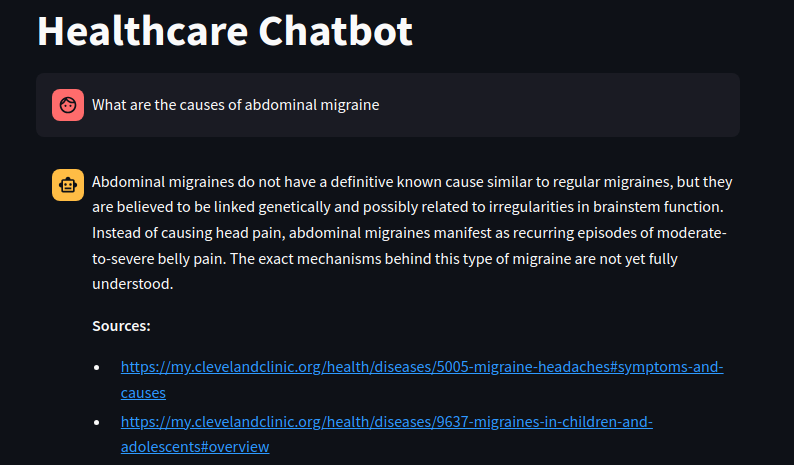 Healthcare Chatbot
What are the causes of abdominal migraine
Abdominal migraines do not have a definitive known cause similar to regular migraines, but they
are believed to be linked genetically and possibly related to irregularities in brainstem function.
Instead of causing head pain, abdominal migraines manifest as recurring episodes of moderate-
to-severe belly pain. The exact mechanisms behind this type of migraine are not yet fully
understood.
Sources:
• https://my.clevelandclinic.org/health/diseases/5005-migraine-headaches#symptoms-and-
causes
• https://my.clevelandclinic.org/health/diseases/9637-migraines-in-children-and-
adolescents#overview